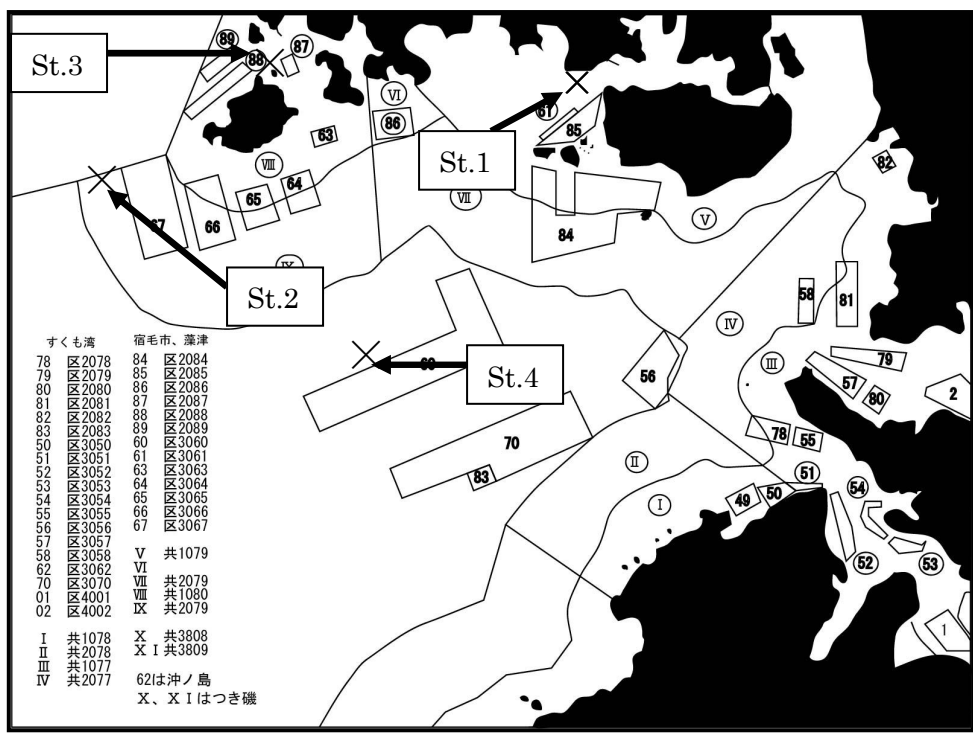 89
88
87
St.3
Ⅵ
86
61
85
63
St.1
82
Ⅷ
64
65
Ⅶ
Ⅴ
67
66
84
Ⅸ
St.2
58
81
Ⅳ
St.4
56
Ⅲ
79
57
80
2
70
83
78
55
Ⅱ
51
Ⅰ
49
50
54
52
53
1
すくも湾
78 区2078
79 区2079
80 区2080
81 区2081
82 区2082
83 区2083
50 区3050
51 区3051
52 区3052
53 区3053
54 区3054
55 区3055
56 区3056
57 区3057
58 区3058
62 区3062
70 区3070
01 区4001
02 区4002
Ⅰ 共1078
Ⅱ 共2078
Ⅲ 共1077
Ⅳ 共2077
宿毛市、藻津
84 区2084
85 区2085
86 区2086
87 区2087
88 区2088
89 区2089
60 区3060
61 区3061
63 区3063
64 区3064
65 区3065
66 区3066
67 区3067
Ⅴ 共1079
Ⅵ
Ⅶ 共2079
Ⅷ 共1080
Ⅸ 共2079
Ⅹ 共3808
ⅩⅠ共3809
62は沖ノ島
Ⅹ、ⅩⅠはつき磯